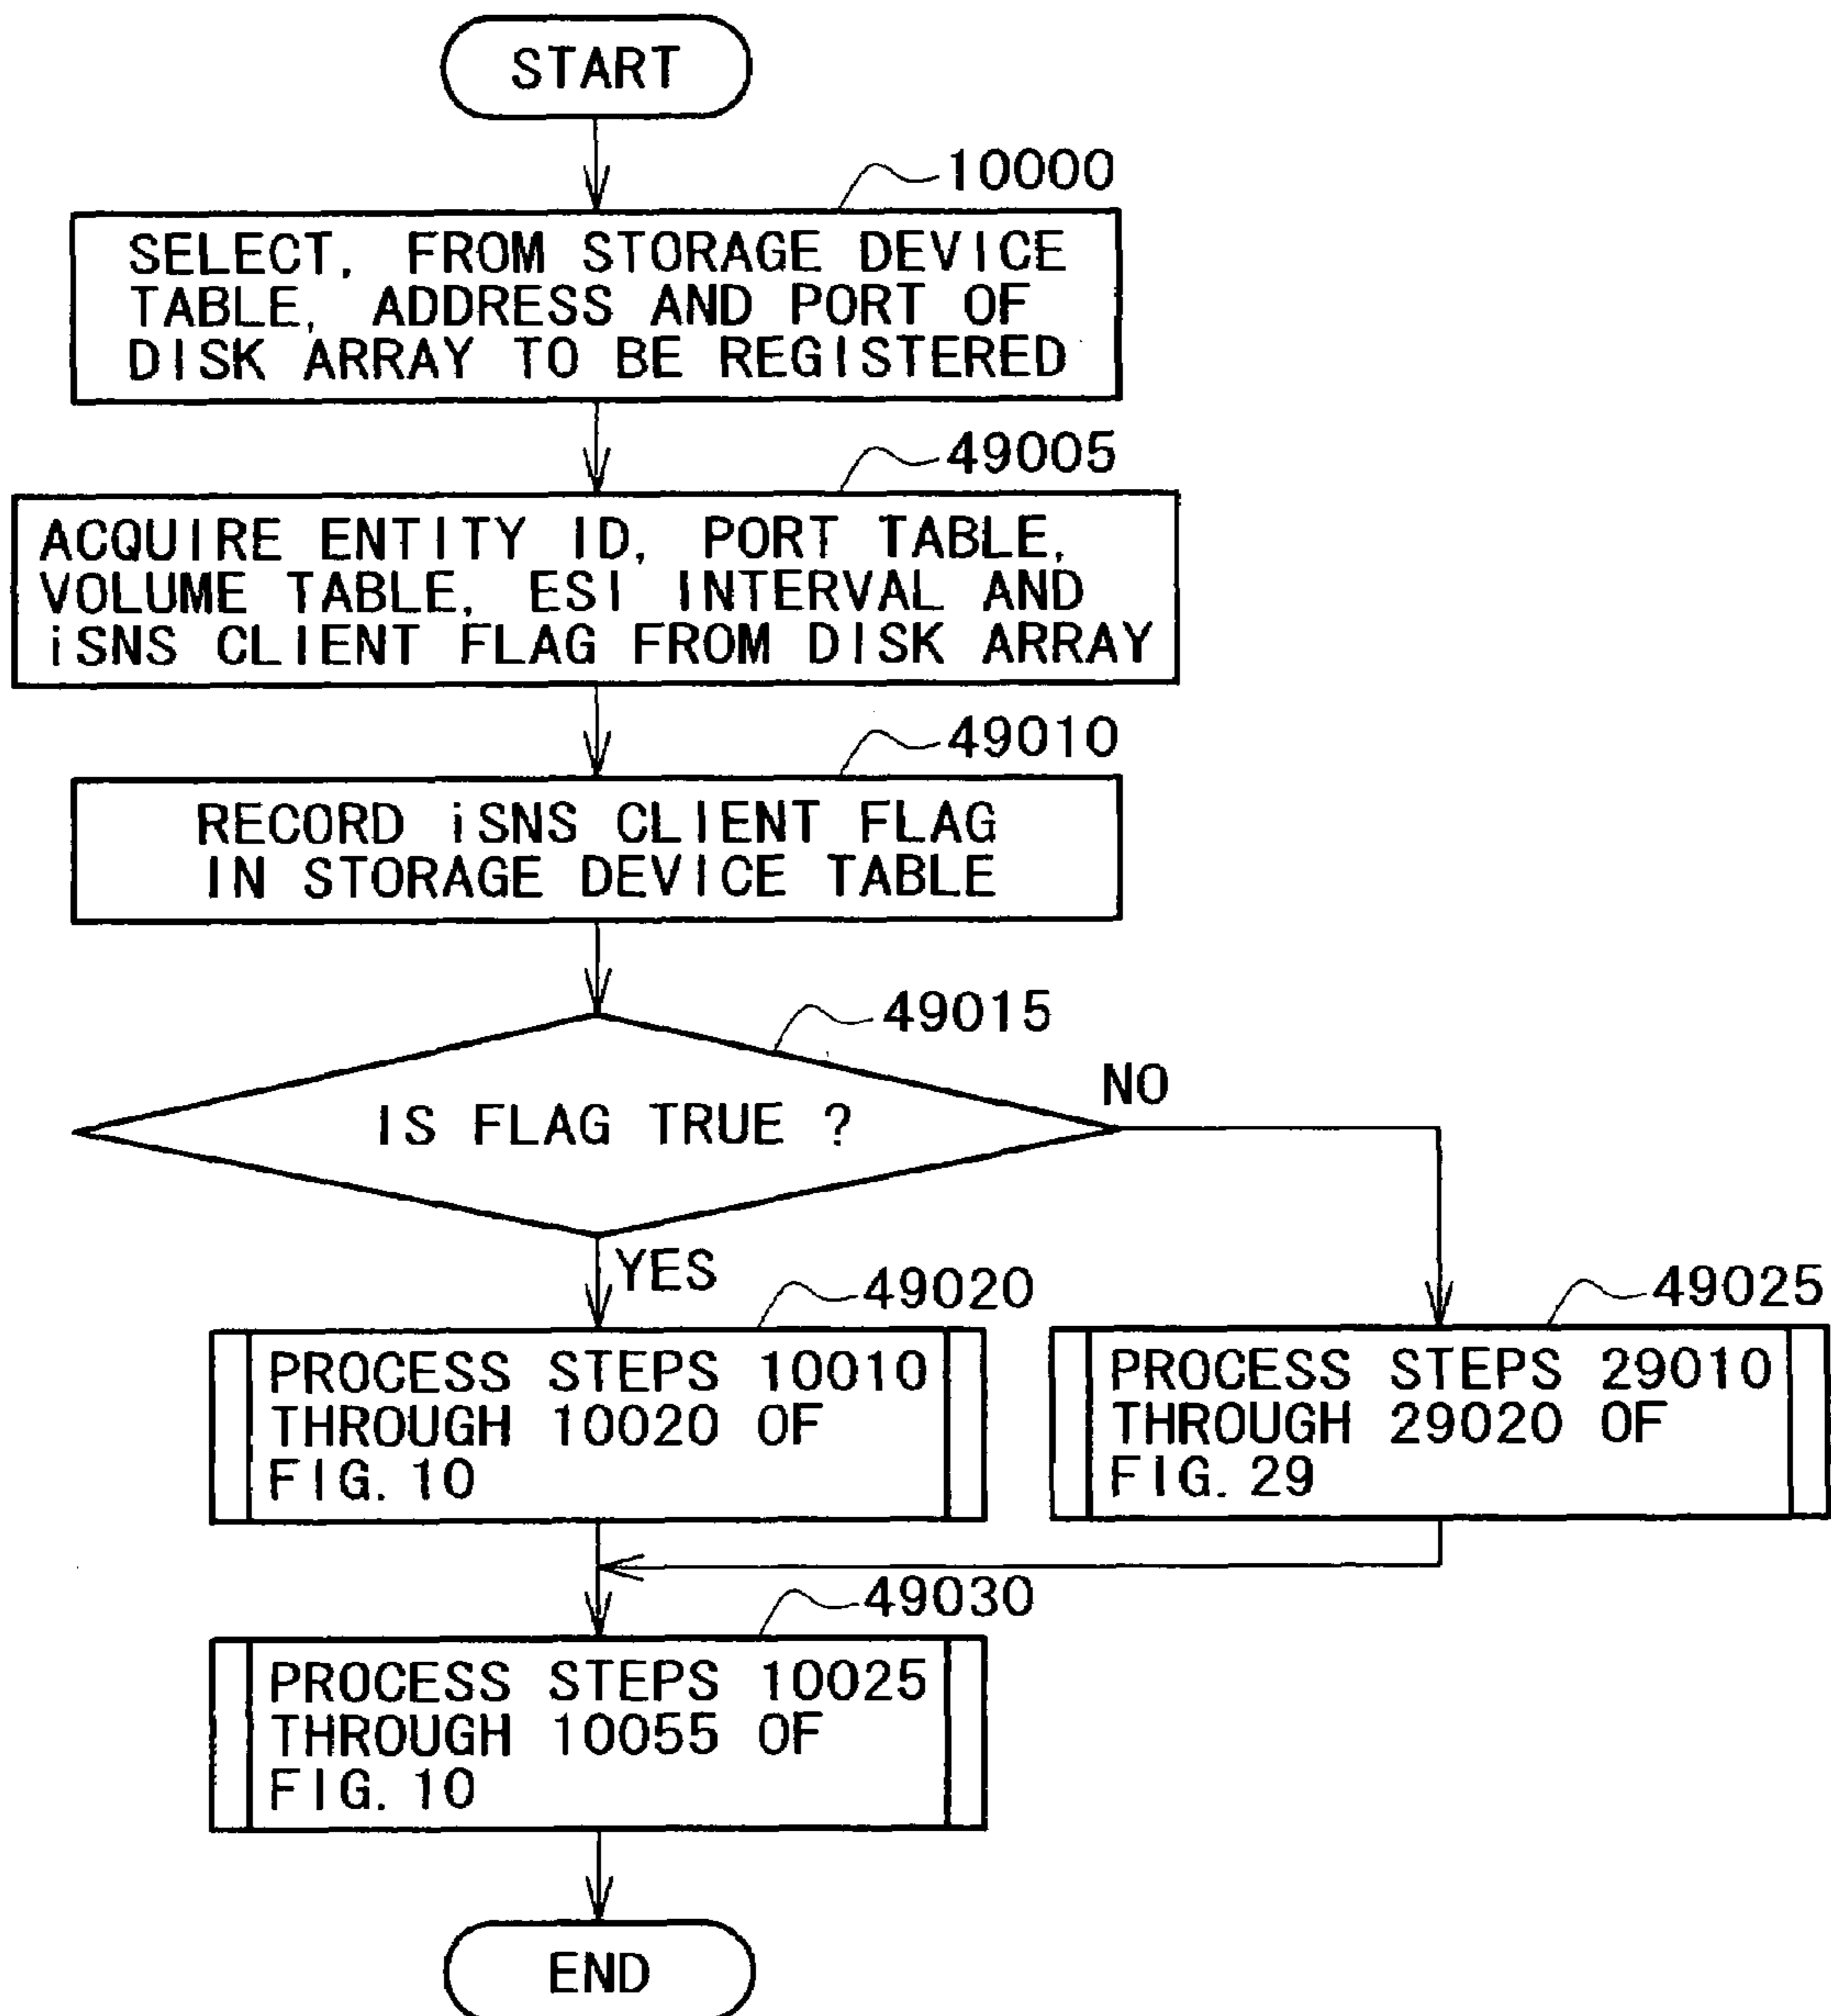 START
10000
SELECT, FROM STORAGE DEVICE
TABLE, ADDRESS AND PORT OF
DISK ARRAY TO BE REGISTERED
49005
ACQUIRE ENTITY ID, PORT TABLE,
VOLUME TABLE, ESI INTERVAL AND
iSNS CLIENT FLAG FROM DISK ARRAY
49010
RECORD iSNS CLIENT FLAG
IN STORAGE DEVICE TABLE
49015
IS FLAG TRUE ?
NO
YES
49020
PROCESS STEPS 10010
THROUGH 10020 OF
FIG. 10
49025
PROCESS STEPS 29010
THROUGH 29020 OF
FIG. 29
49030
PROCESS STEPS 10025
THROUGH 10055 OF
FIG. 10
END